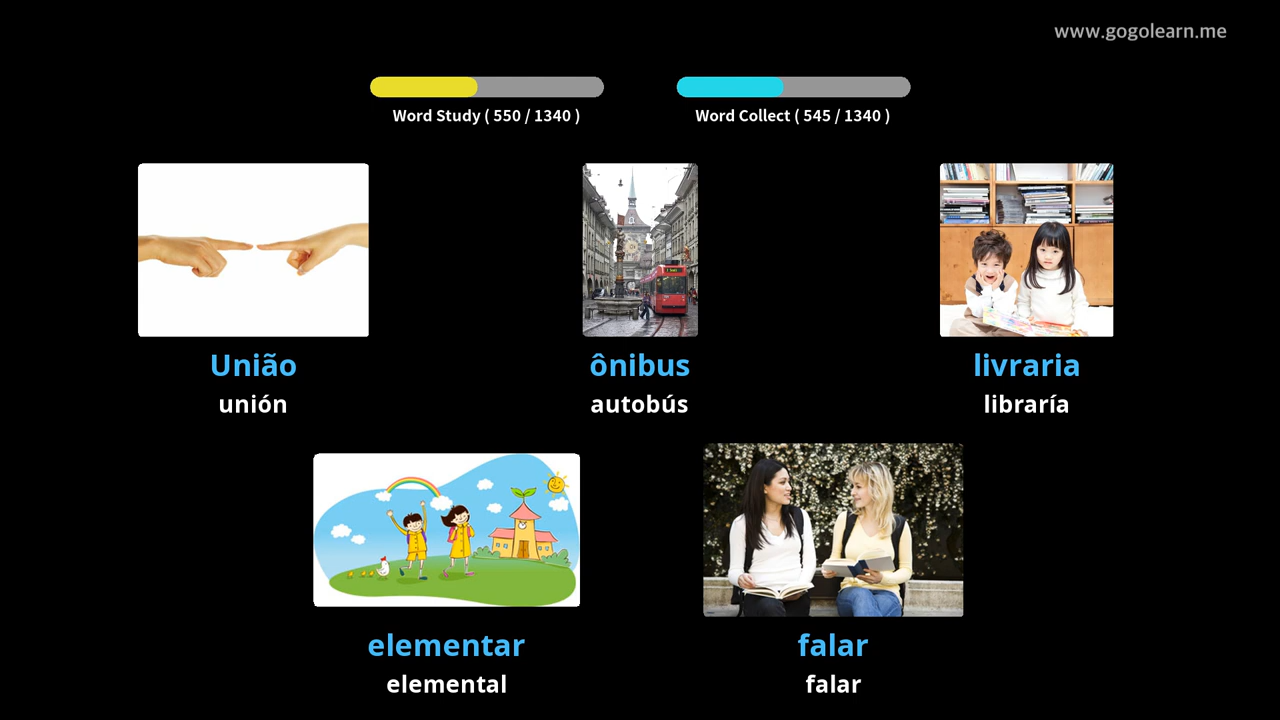 www.gogolearn.me
Word Study ( 550 / 1340 )
Word Collect ( 545 / 1340 )
União
ônibus
livraria
unión
autobús
libraría
elementar
falar
elemental
falar